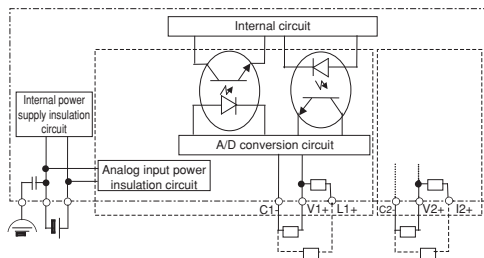 Internal circuit
Internal power
supply insulation
circuit
A/D conversion circuit
Analog input power
insulation circuit
C1- V1+ L1+ C2- V2+ I2+